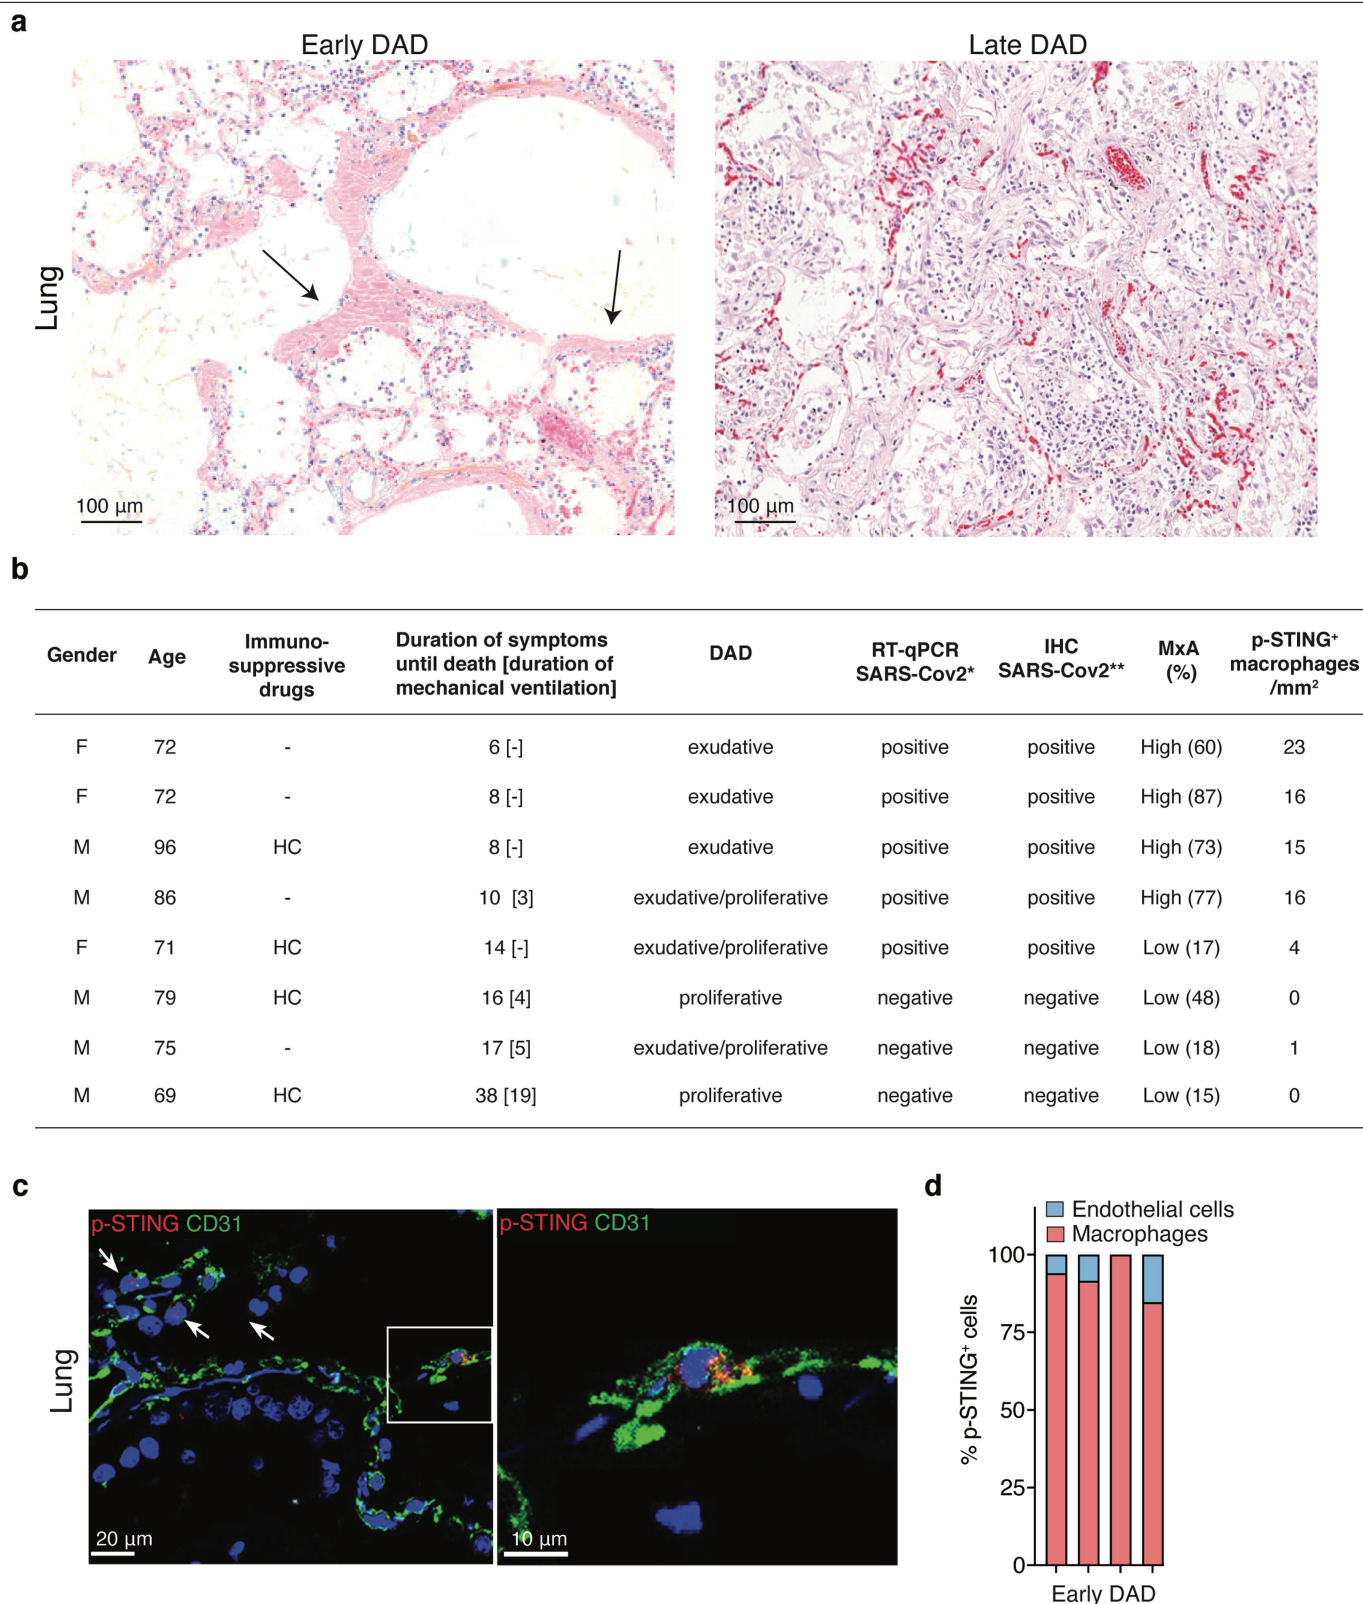 a
Early DAD
Late DAD
Lung
100 µm
100 µm
b
Gender
Age
Immuno-
suppressive
drugs
Duration of symptoms
until death [duration of
mechanical ventilation]
DAD
RT-qPCR
SARS-Cov2*
IHC
SARS-Cov2**
MxA
(%)
p-STING⁺
macrophages
/mm²
F 72 - 6 [-] exudative positive positive High (60) 23
F 72 - 8 [-] exudative positive positive High (87) 16
M 96 HC 8 [-] exudative positive positive High (73) 15
M 86 - 10 [3] exudative/proliferative positive positive High (77) 16
F 71 HC 14 [-] exudative/proliferative positive positive Low (17) 4
M 79 HC 16 [4] proliferative negative negative Low (48) 0
M 75 - 17 [5] exudative/proliferative negative negative Low (18) 1
M 69 HC 38 [19] proliferative negative negative Low (15) 0
c
p-STING CD31
p-STING CD31
Lung
20 µm
10 µm
d
Endothelial cells
Macrophages
% p-STING⁺ cells
100
75
50
25
0
Early DAD